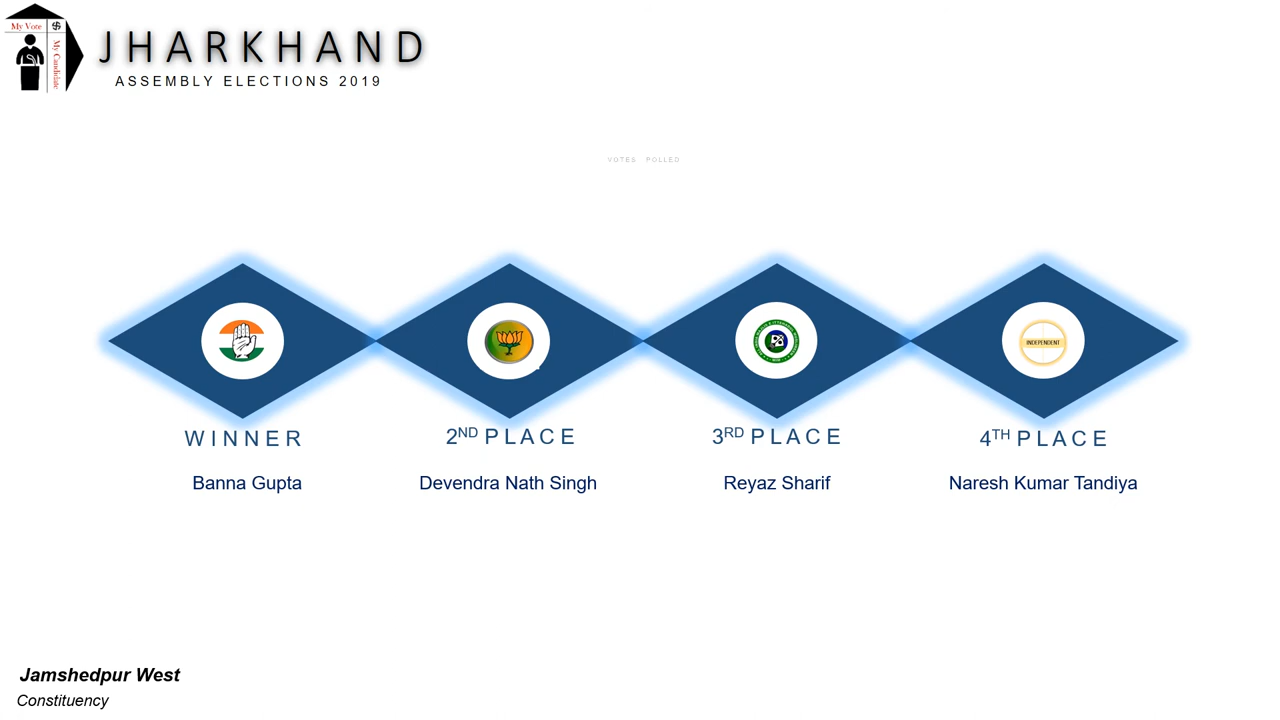 My Vote
My Candidate
JHARKHAND
ASSEMBLY ELECTIONS 2019
VOTES POLLED
INDEPENDENT
WINNER
2ND PLACE
3RD PLACE
4TH PLACE
Banna Gupta
Devendra Nath Singh
Reyaz Sharif
Naresh Kumar Tandiya
Jamshedpur West
Constituency